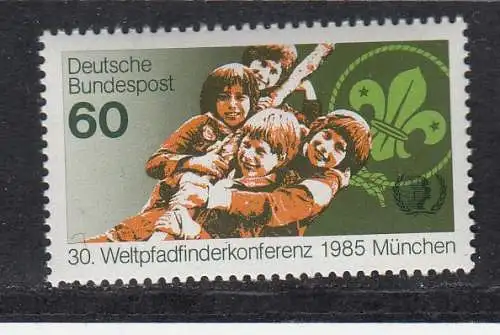 Deutsche
Bundespost
60
30. Weltpfadfinderkonferenz 1985 München